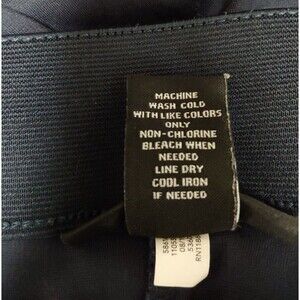 MACHINE
WASH COLD
WITH LIKE COLORS
ONLY
NON-CHLORINE
BLEACH WHEN
NEEDED
LINE DRY
COOL IRON
IF NEEDED